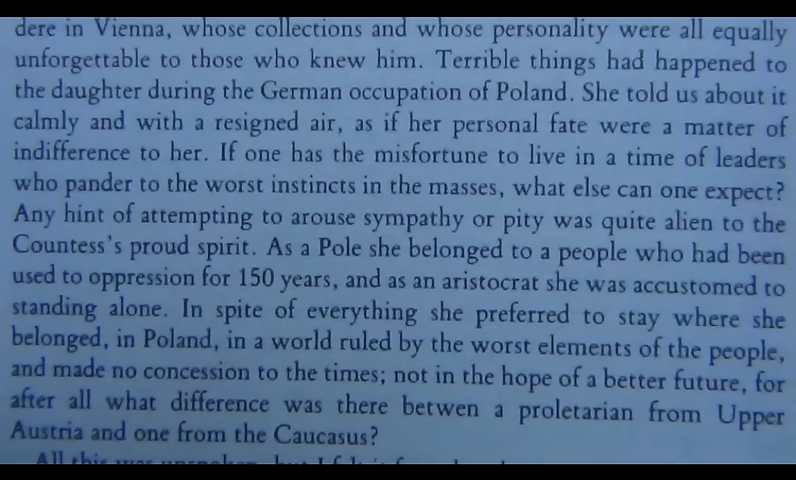 dere in Vienna, whose collections and whose personality were all equally
unforgettable to those who knew him. Terrible things had happened to
the daughter during the German occupation of Poland. She told us about it
calmly and with a resigned air, as if her personal fate were a matter of
indifference to her. If one has the misfortune to live in a time of leaders
who pander to the worst instincts in the masses, what else can one expect?
Any hint of attempting to arouse sympathy or pity was quite alien to the
Countess's proud spirit. As a Pole she belonged to a people who had been
used to oppression for 150 years, and as an aristocrat she was accustomed to
standing alone. In spite of everything she preferred to stay where she
belonged, in Poland, in a world ruled by the worst elements of the people,
and made no concession to the times; not in the hope of a better future, for
after all what difference was there betwen a proletarian from Upper
Austria and one from the Caucasus?
All this was unspoken, but I felt it